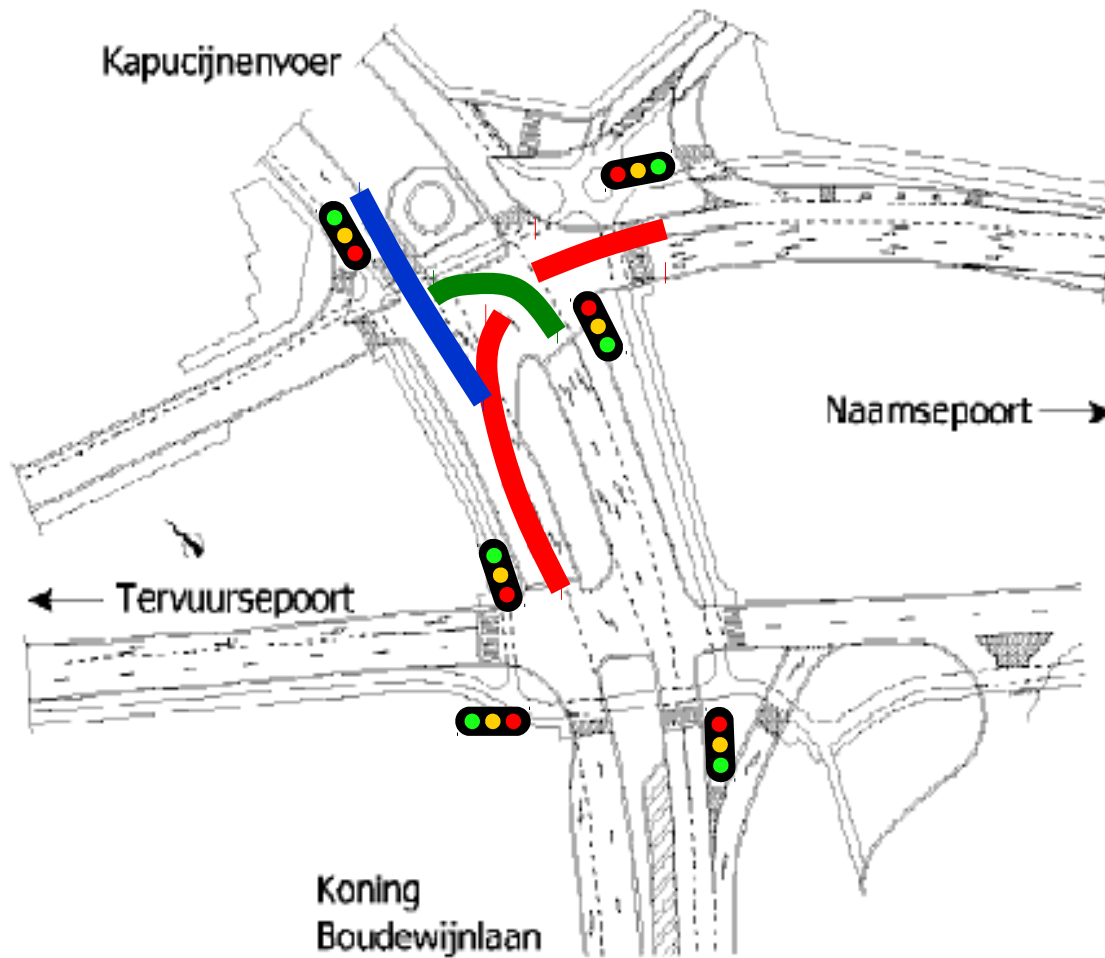 Kapucijnenvoer
Naamsepoort
Tervuursepoort
Koning
Boudewijnlaan